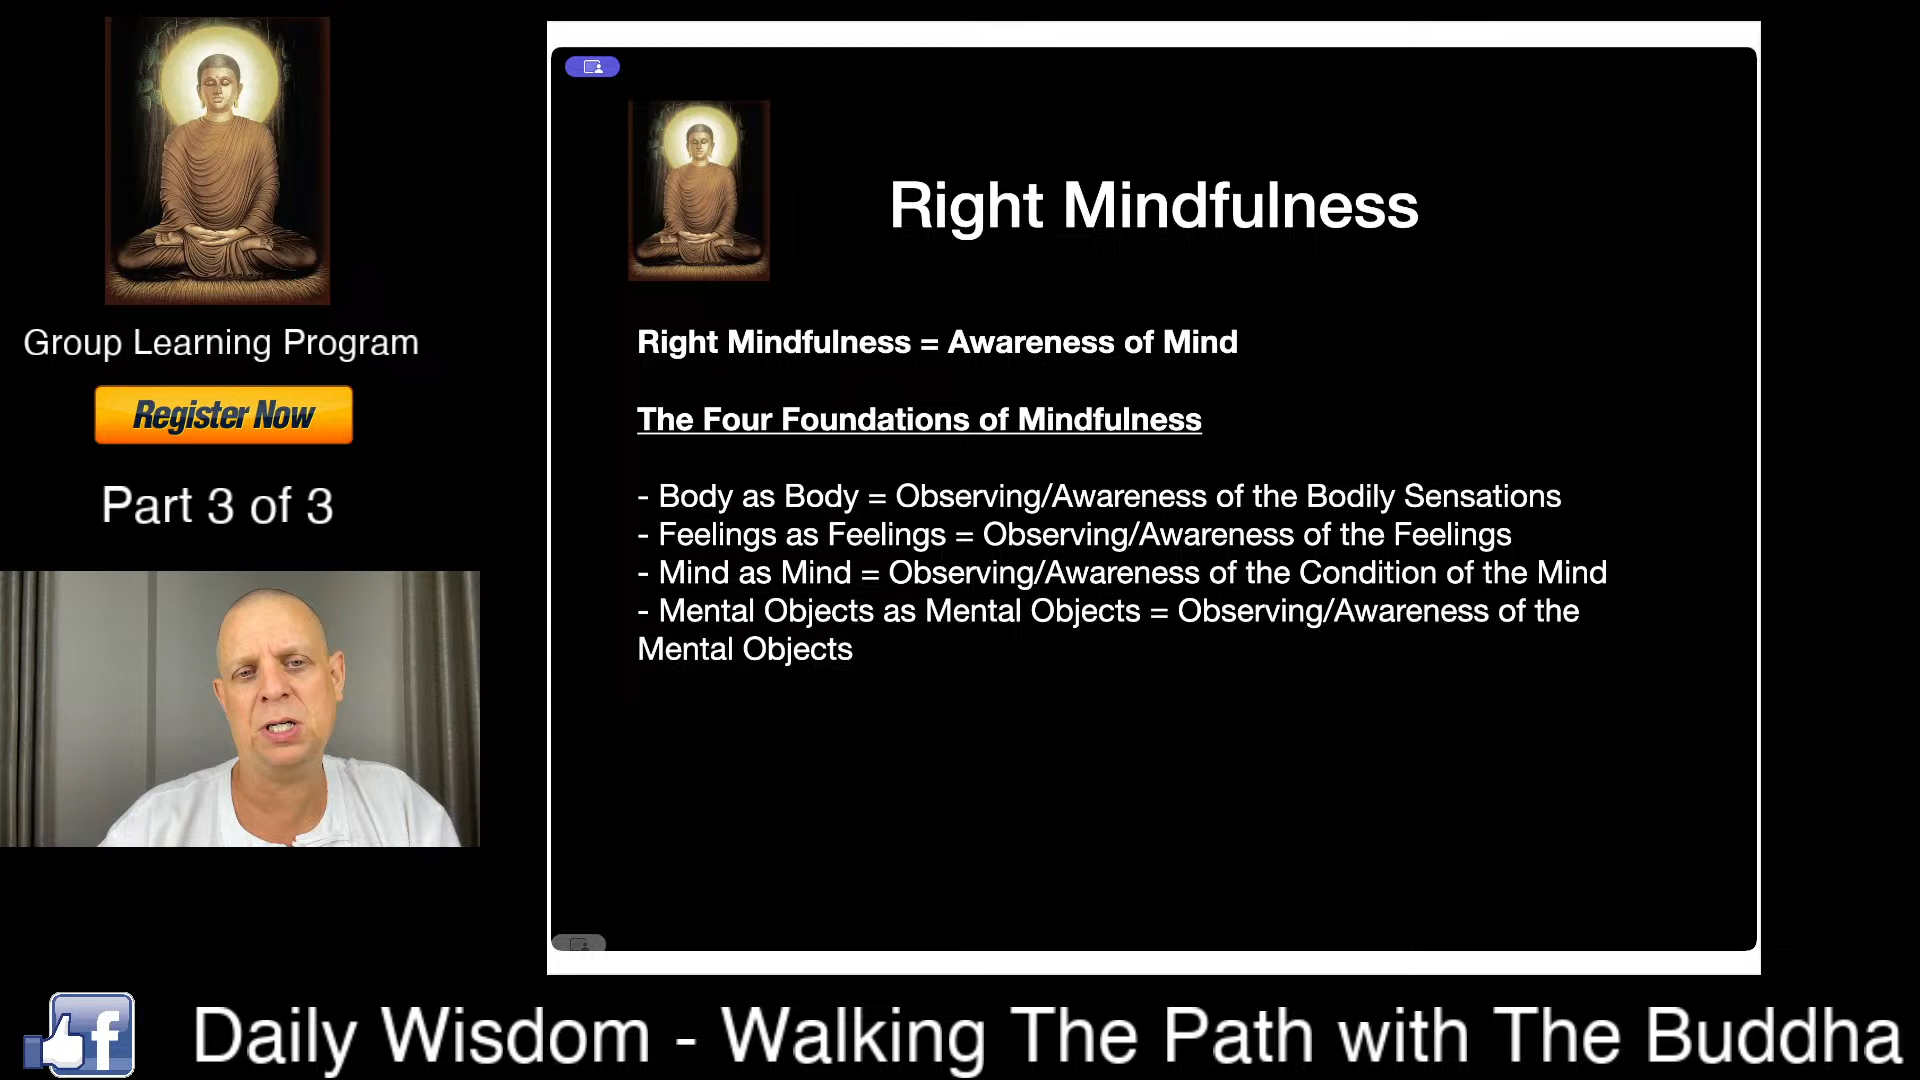 Group Learning Program
Register Now
Part 3 of 3
Right Mindfulness
Right Mindfulness = Awareness of Mind
The Four Foundations of Mindfulness
- Body as Body = Observing/Awareness of the Bodily Sensations
- Feelings as Feelings = Observing/Awareness of the Feelings
- Mind as Mind = Observing/Awareness of the Condition of the Mind
- Mental Objects as Mental Objects = Observing/Awareness of the
Mental Objects
f
Daily Wisdom - Walking The Path with The Buddha